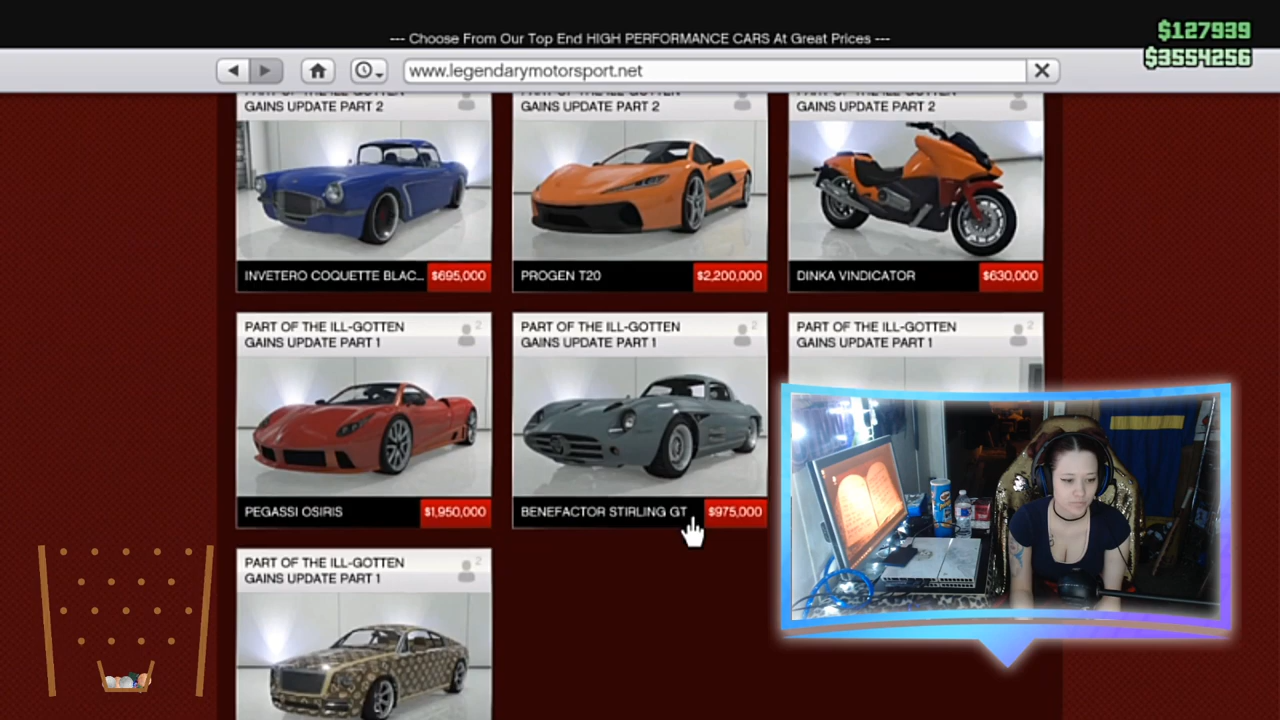 --- Choose From Our Top End HIGH PERFORMANCE CARS At Great Prices ---
$127939
$3554256
www.legendarymotorsport.net
GAINS UPDATE PART 2
GAINS UPDATE PART 2
GAINS UPDATE PART 2
INVETERO COQUETTE BLAC... $695,000
PROGEN T20 $2,200,000
DINKA VINDICATOR $630,000
PART OF THE ILL-GOTTEN
GAINS UPDATE PART 1
2
PART OF THE ILL-GOTTEN
GAINS UPDATE PART 1
2
PART OF THE ILL-GOTTEN
GAINS UPDATE PART 1
2
PEGASSI OSIRIS $1,950,000
BENEFACTOR STIRLING GT $975,000
PART OF THE ILL-GOTTEN
GAINS UPDATE PART 1
2